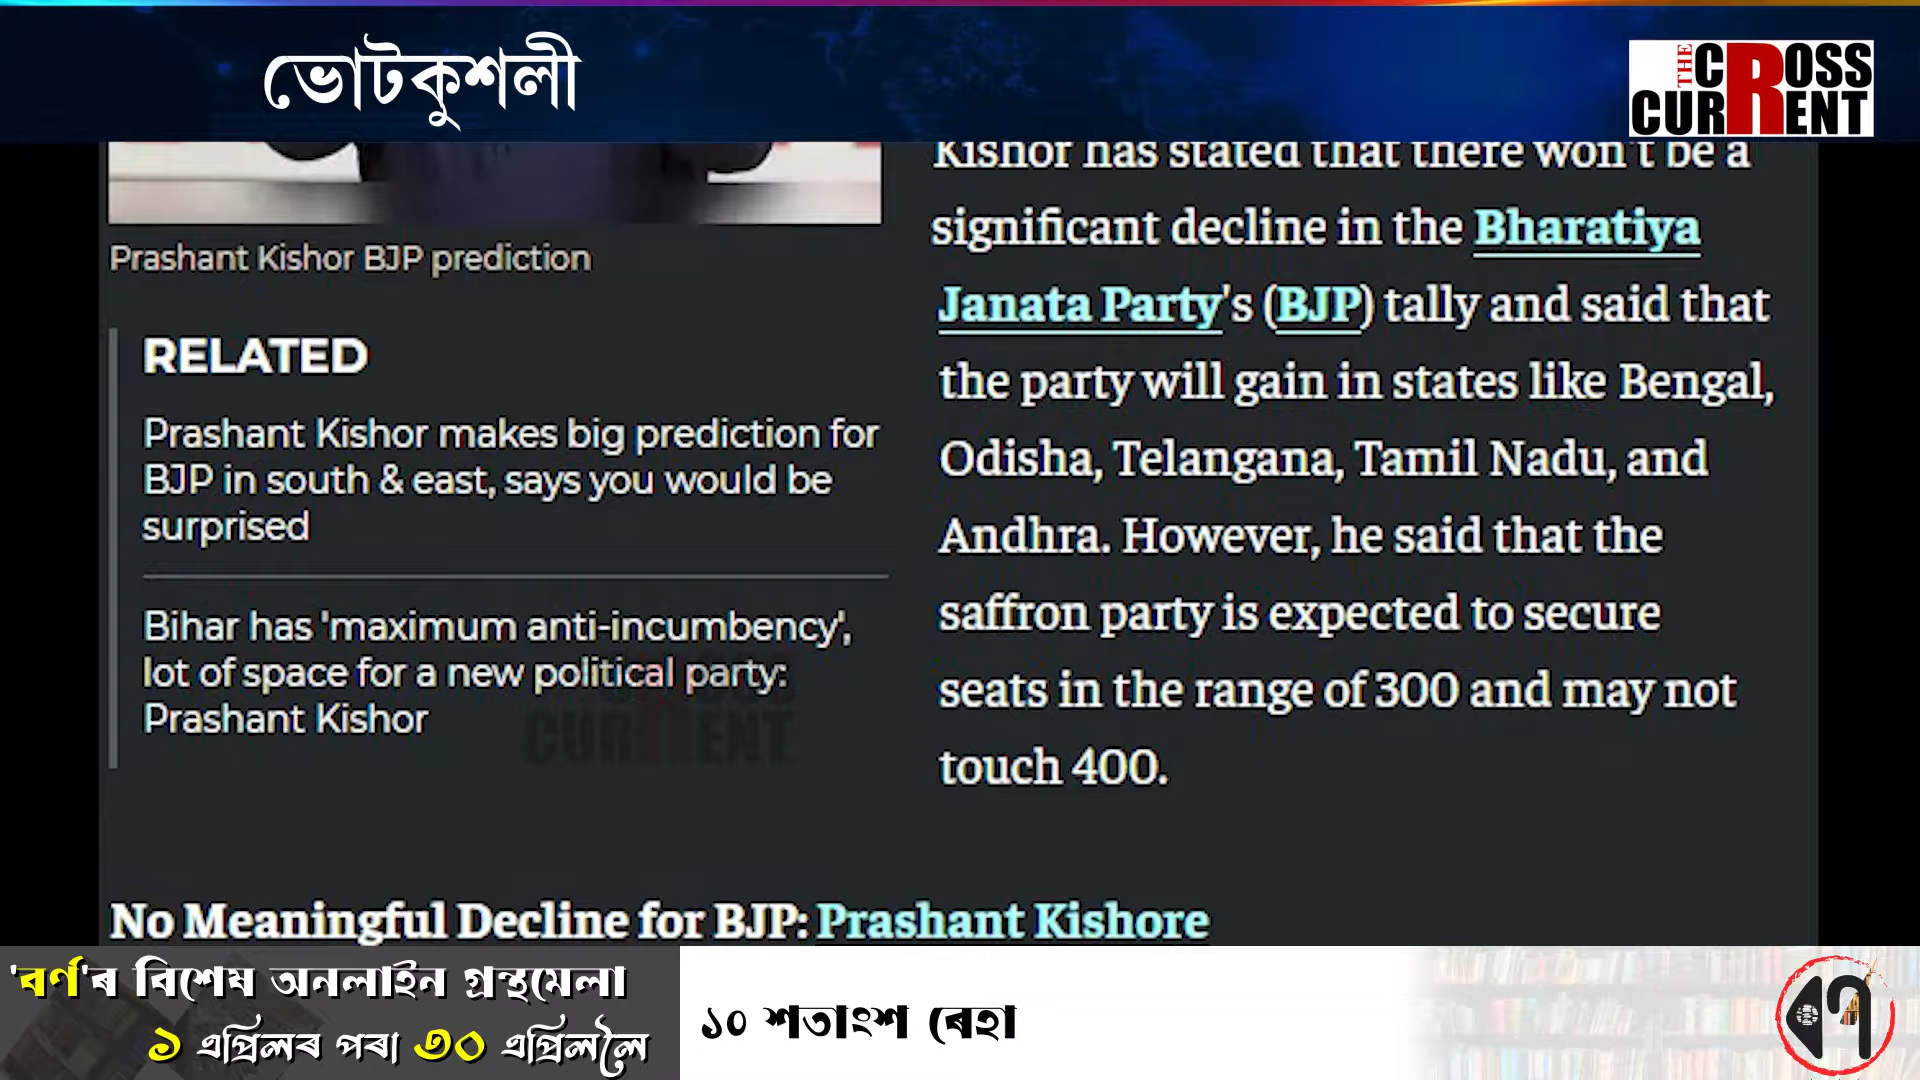 ভোটকুশলী
THE CROSS
CURRENT
Kishor has stated that there won't be a
significant decline in the Bharatiya
Janata Party's (BJP) tally and said that
the party will gain in states like Bengal,
Odisha, Telangana, Tamil Nadu, and
Andhra. However, he said that the
saffron party is expected to secure
seats in the range of 300 and may not
touch 400.
Prashant Kishor BJP prediction
RELATED
Prashant Kishor makes big prediction for
BJP in south & east, says you would be
surprised
Bihar has 'maximum anti-incumbency',
lot of space for a new political party:
Prashant Kishor
CROSS
CURRENT
No Meaningful Decline for BJP: Prashant Kishore
'বৰ্ণ'ৰ বিশেষ অনলাইন গ্ৰন্থমেলা
১ এপ্ৰিলৰ পৰা ৩০ এপ্ৰিললৈ
১০ শতাংশ ৰেহা